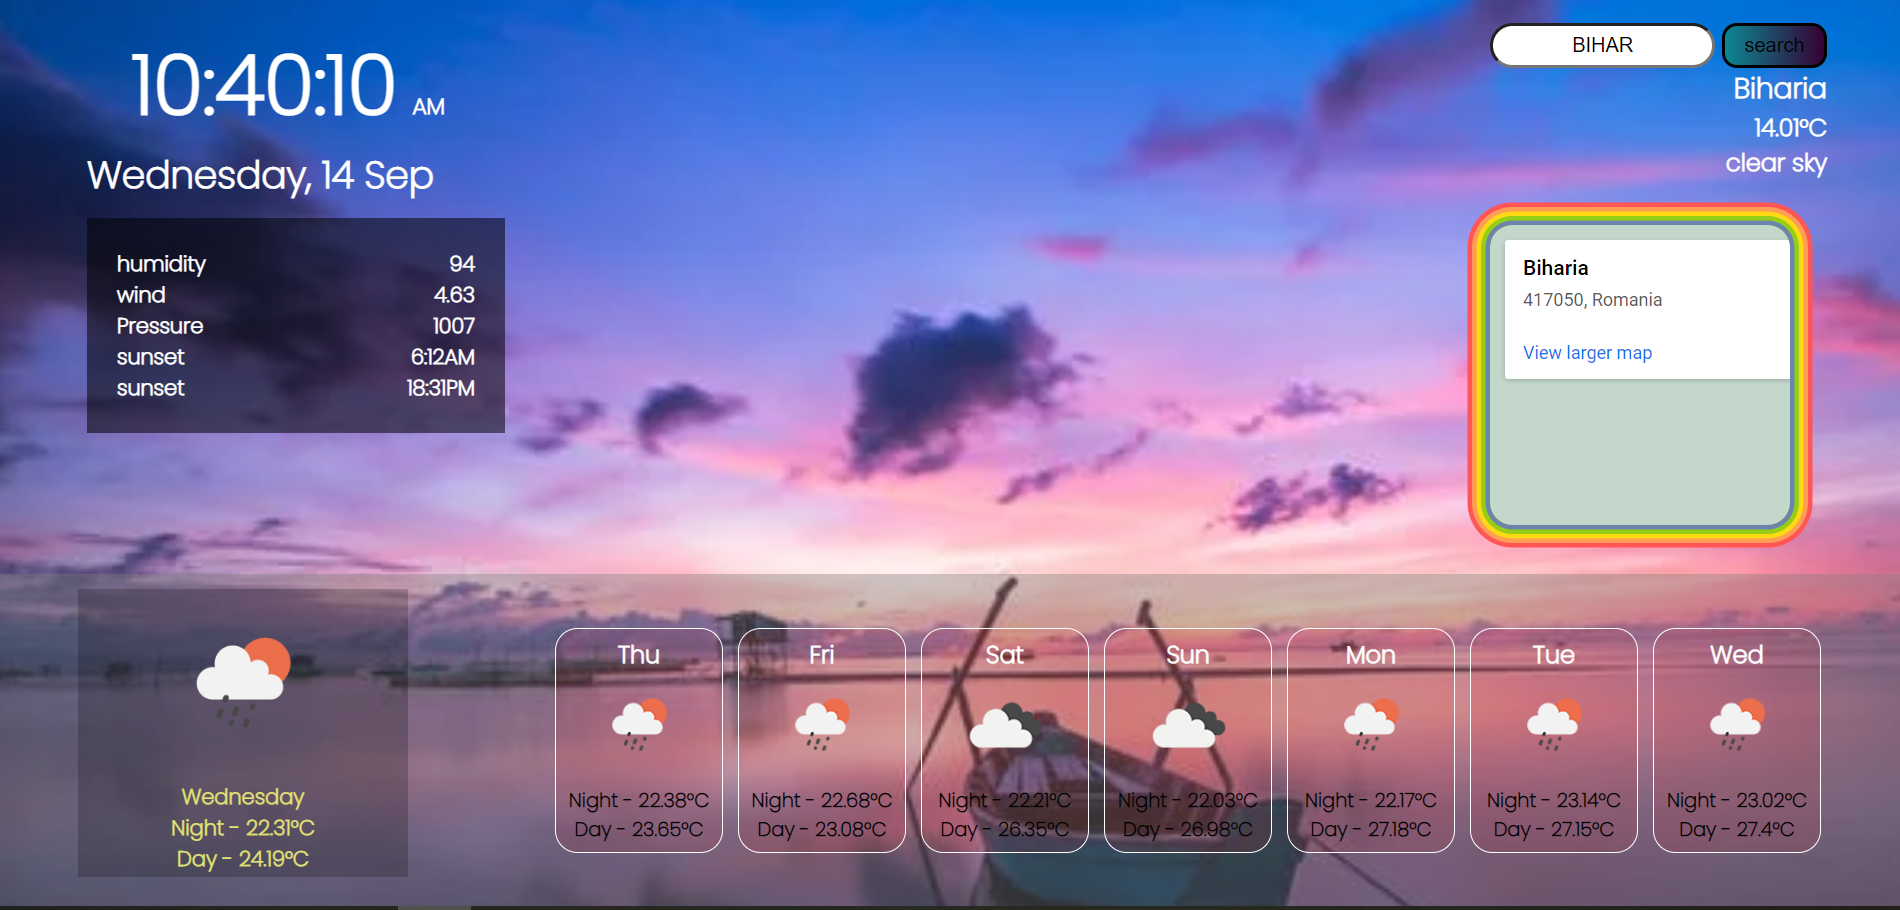 10:40:10 AM
Wednesday, 14 Sep
humidity 94
wind 4.63
Pressure 1007
sunset 6:12AM
sunset 18:31PM
BIHAR search
Biharia
14.01°C
clear sky
Biharia
417050, Romania
View larger map
Wednesday
Night - 22.31°C
Day - 24.19°C
Thu
Night - 22.38°C
Day - 23.65°C
Fri
Night - 22.68°C
Day - 23.08°C
Sat
Night - 22.21°C
Day - 26.35°C
Sun
Night - 22.03°C
Day - 26.98°C
Mon
Night - 22.17°C
Day - 27.18°C
Tue
Night - 23.14°C
Day - 27.15°C
Wed
Night - 23.02°C
Day - 27.4°C